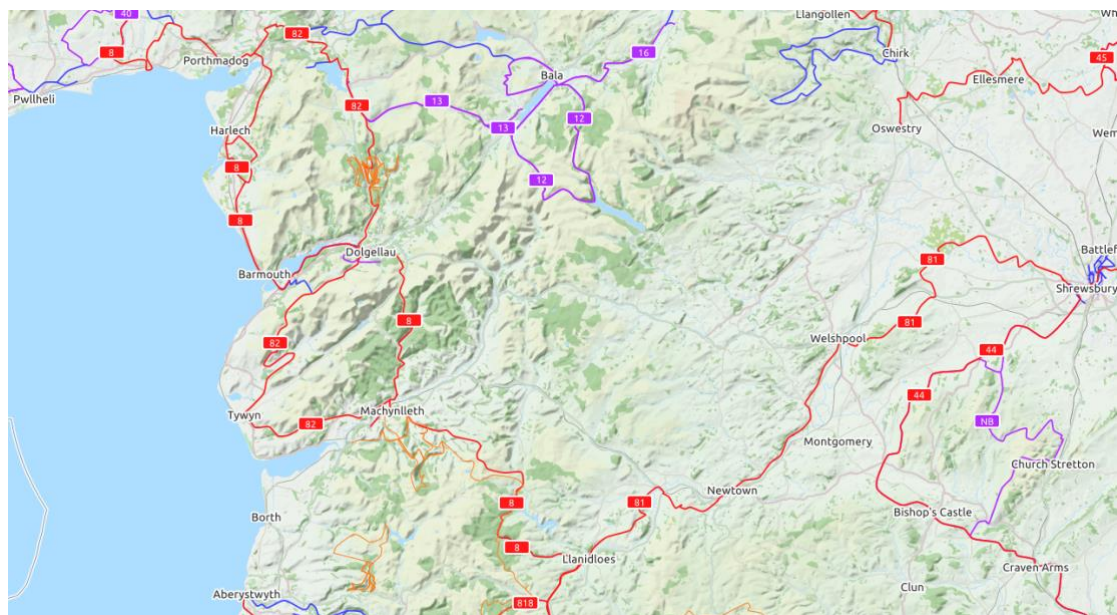 40
Llangollen
Wh
82
8
Porthmadog
16
Chirk
45
Bala
Ellesmere
Pwllheli
13
82
12
Harlech
13
Oswestry
Wem
8
12
8
Battlef
Dolgellau
81
Barmouth
Shrewsbury
8
81
82
Welshpool
44
44
Tywyn
Machynlleth
82
NB
Montgomery
Church Stretton
Newtown
8
81
Borth
Bishop's Castle
8
Llanidloes
Craven Arms
Clun
Aberystwyth
818